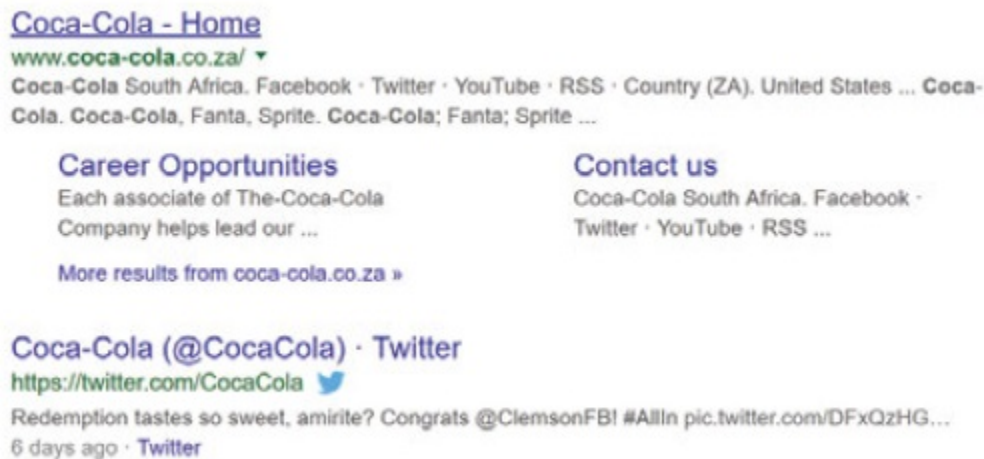 Coca-Cola - Home
www.coca-cola.co.za/
Coca-Cola South Africa. Facebook · Twitter · YouTube · RSS · Country (ZA). United States ... Coca-
Cola. Coca-Cola, Fanta, Sprite. Coca-Cola; Fanta; Sprite ...
Career Opportunities
Each associate of The-Coca-Cola
Company helps lead our ...
Contact us
Coca-Cola South Africa. Facebook ·
Twitter · YouTube · RSS ...
More results from coca-cola.co.za »
Coca-Cola (@CocaCola) · Twitter
https://twitter.com/CocaCola
Redemption tastes so sweet, amirite? Congrats @ClemsonFB! #AllIn pic.twitter.com/DFxQzHG...
6 days ago · Twitter